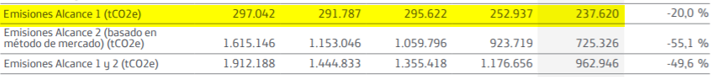 Emisiones Alcance 1 (tCO2e) 297.042 291.787 295.622 252.937 237.620 -20,0 %
Emisiones Alcance 2 (basado en
método de mercado) (tCO2e) 1.615.146 1.153.046 1.059.796 923.719 725.326 -55,1 %
Emisiones Alcance 1 y 2 (tCO2e) 1.912.188 1.444.833 1.355.418 1.176.656 962.946 -49,6 %